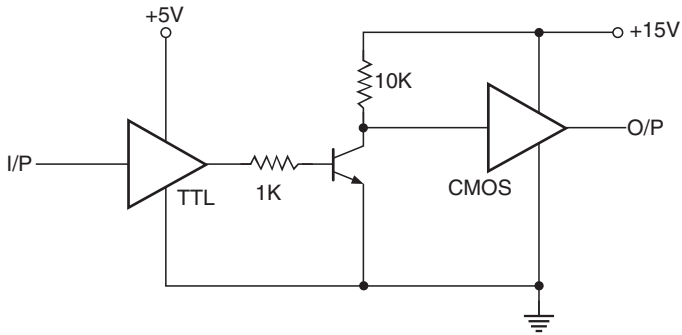 +5V
+15V
10K
I/P
O/P
TTL
1K
CMOS